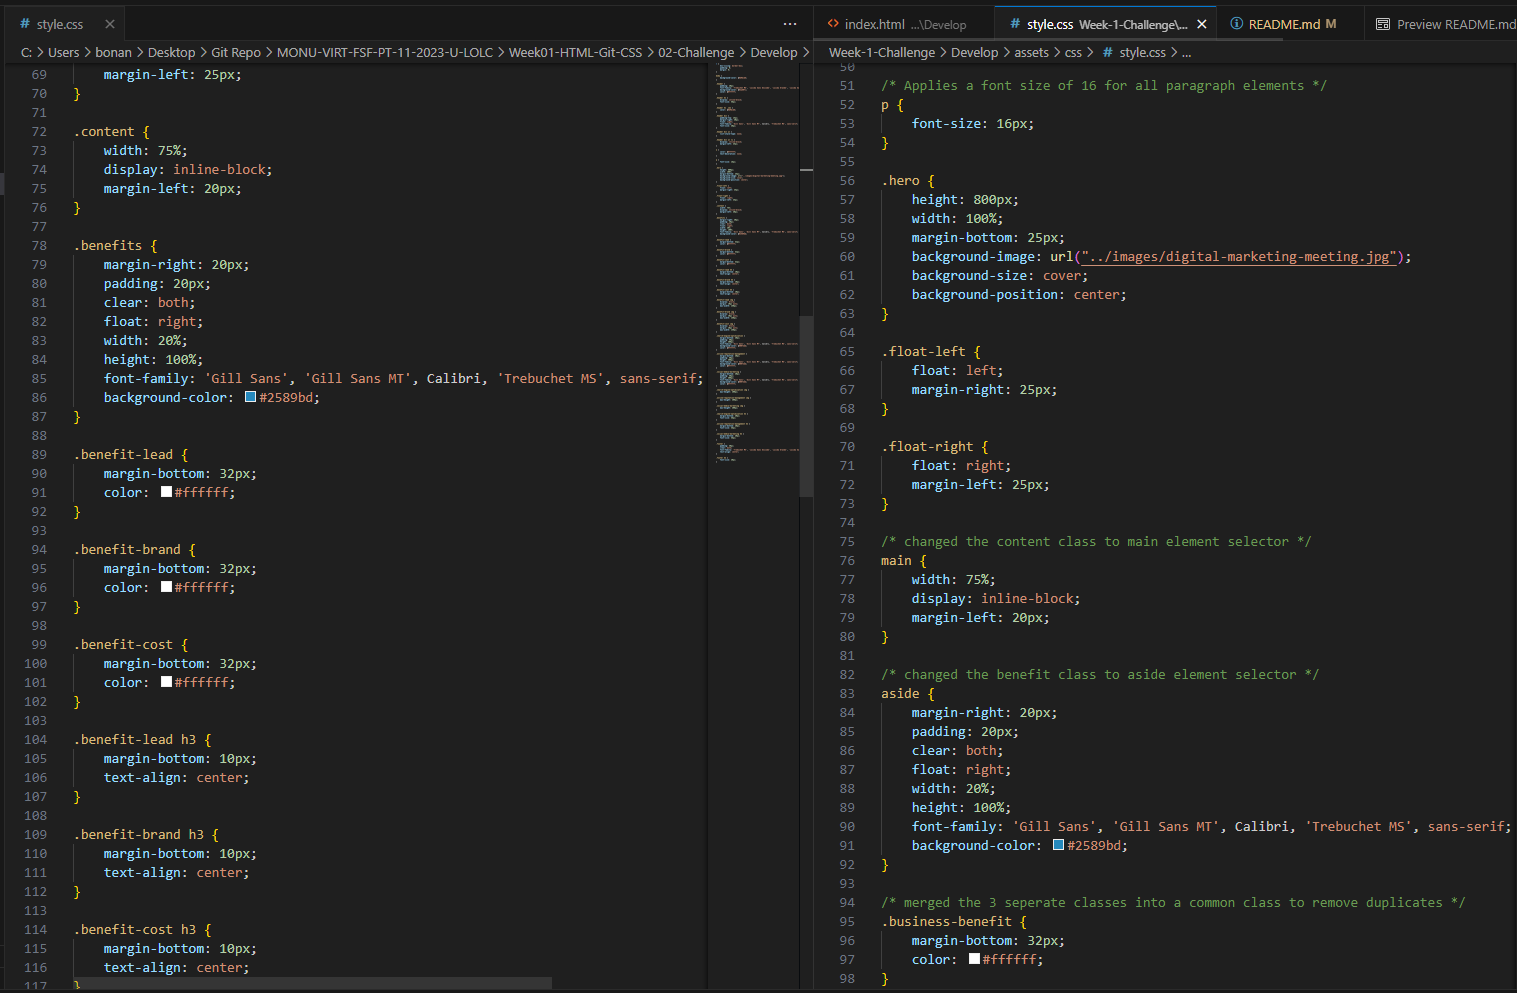 # style.css ×
C: > Users > bonan > Desktop > Git Repo > MONU-VIRT-FSF-PT-11-2023-U-LOLC > Week01-HTML-Git-CSS > 02-Challenge > Develop >
69 margin-left: 25px;
70 }
71
72 .content {
73 width: 75%;
74 display: inline-block;
75 margin-left: 20px;
76 }
77
78 .benefits {
79 margin-right: 20px;
80 padding: 20px;
81 clear: both;
82 float: right;
83 width: 20%;
84 height: 100%;
85 font-family: 'Gill Sans', 'Gill Sans MT', Calibri, 'Trebuchet MS', sans-serif;
86 background-color: #2589bd;
87 }
88
89 .benefit-lead {
90 margin-bottom: 32px;
91 color: #ffffff;
92 }
93
94 .benefit-brand {
95 margin-bottom: 32px;
96 color: #ffffff;
97 }
98
99 .benefit-cost {
100 margin-bottom: 32px;
101 color: #ffffff;
102 }
103
104 .benefit-lead h3 {
105 margin-bottom: 10px;
106 text-align: center;
107 }
108
109 .benefit-brand h3 {
110 margin-bottom: 10px;
111 text-align: center;
112 }
113
114 .benefit-cost h3 {
115 margin-bottom: 10px;
116 text-align: center;
117 }
<> index.html ...\Develop # style.css Week-1-Challenge\... × README.md M Preview README.md
Week-1-Challenge > Develop > assets > css > # style.css > ...
50
51 /* Applies a font size of 16 for all paragraph elements */
52 p {
53 font-size: 16px;
54 }
55
56 .hero {
57 height: 800px;
58 width: 100%;
59 margin-bottom: 25px;
60 background-image: url("../images/digital-marketing-meeting.jpg");
61 background-size: cover;
62 background-position: center;
63 }
64
65 .float-left {
66 float: left;
67 margin-right: 25px;
68 }
69
70 .float-right {
71 float: right;
72 margin-left: 25px;
73 }
74
75 /* changed the content class to main element selector */
76 main {
77 width: 75%;
78 display: inline-block;
79 margin-left: 20px;
80 }
81
82 /* changed the benefit class to aside element selector */
83 aside {
84 margin-right: 20px;
85 padding: 20px;
86 clear: both;
87 float: right;
88 width: 20%;
89 height: 100%;
90 font-family: 'Gill Sans', 'Gill Sans MT', Calibri, 'Trebuchet MS', sans-serif;
91 background-color: #2589bd;
92 }
93
94 /* merged the 3 seperate classes into a common class to remove duplicates */
95 .business-benefit {
96 margin-bottom: 32px;
97 color: #ffffff;
98 }